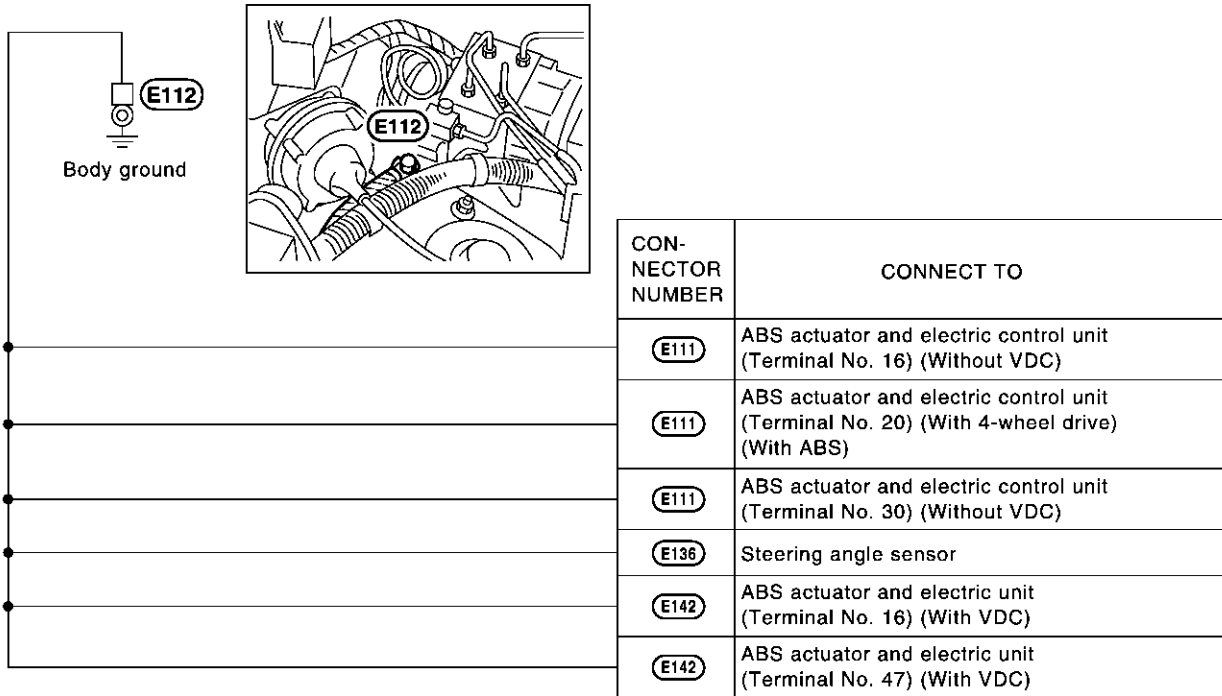 E112
Body ground
E112
CON-
NECTOR
NUMBER
CONNECT TO
E111
ABS actuator and electric control unit
(Terminal No. 16) (Without VDC)
E111
ABS actuator and electric control unit
(Terminal No. 20) (With 4-wheel drive)
(With ABS)
E111
ABS actuator and electric control unit
(Terminal No. 30) (Without VDC)
E136
Steering angle sensor
E142
ABS actuator and electric unit
(Terminal No. 16) (With VDC)
E142
ABS actuator and electric unit
(Terminal No. 47) (With VDC)